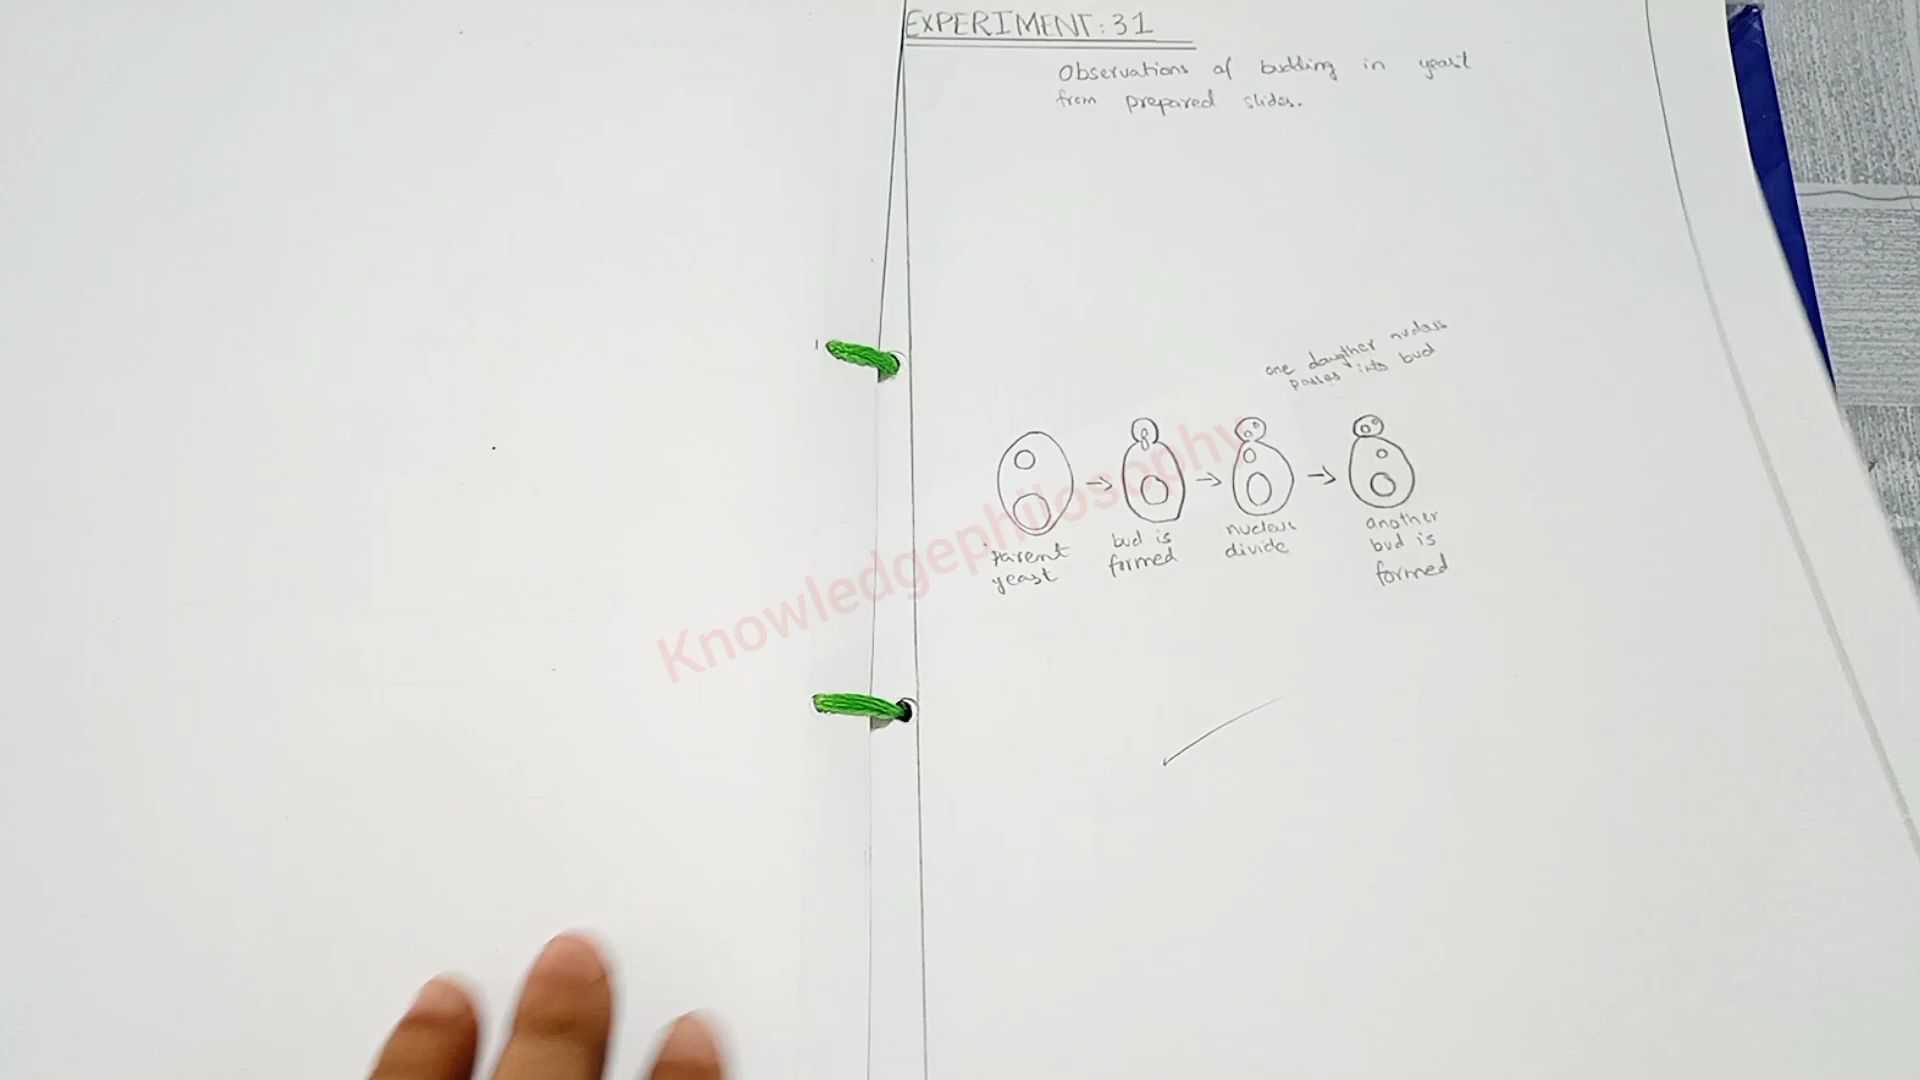 EXPERIMENT: 31
Observations of budding in yeast
from prepared slides.
one daugther nucleus
passes into bud
parent
yeast
bud is
formed
nucleus
divide
another
bud is
formed
Knowledgephilosophy